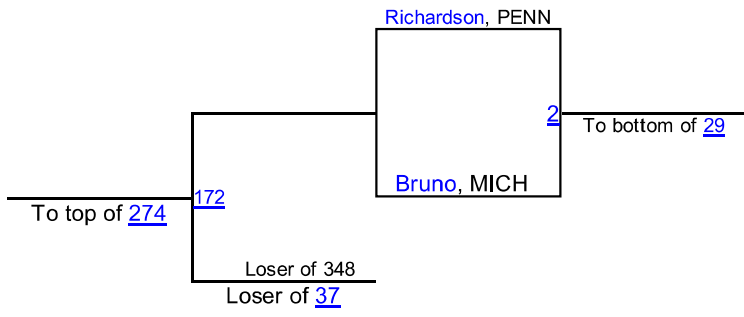 Richardson, PENN
2
To bottom of 29
Bruno, MICH
172
To top of 274
Loser of 348
Loser of 37